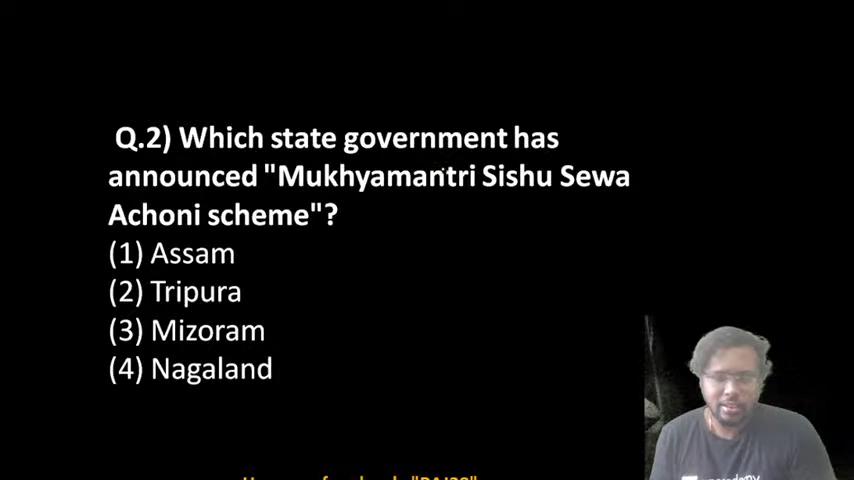 Q.2) Which state government has
announced "Mukhyamantri Sishu Sewa
Achoni scheme"?
(1) Assam
(2) Tripura
(3) Mizoram
(4) Nagaland